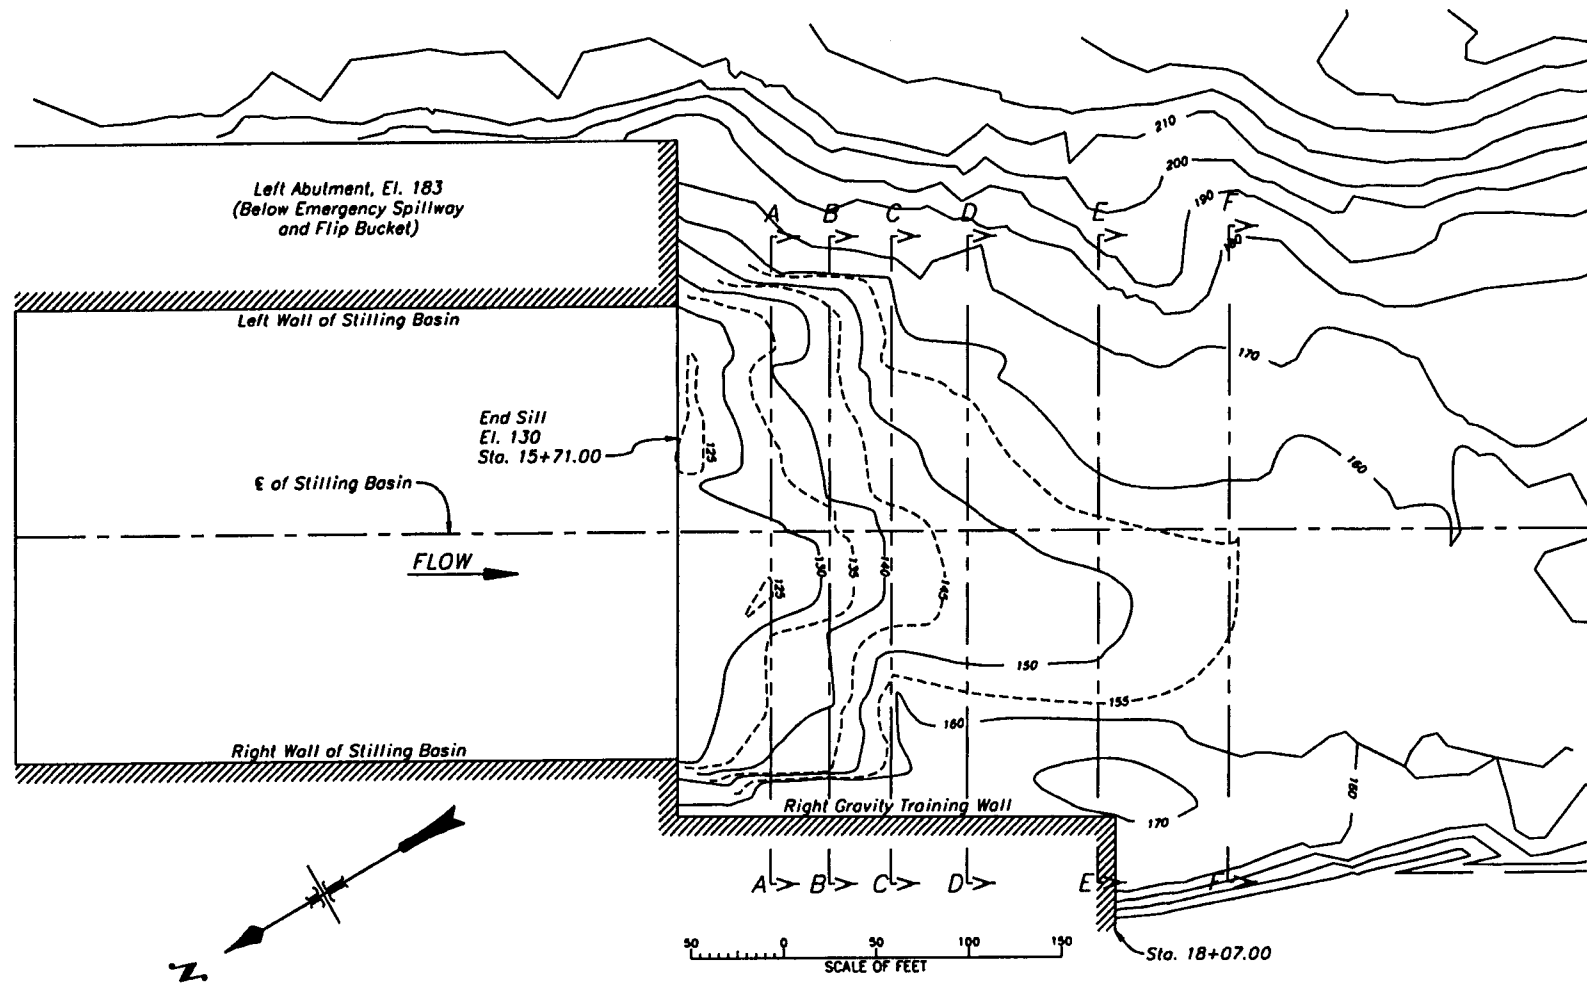 210
200
190
180
A B C D E F
Left Abutment, El. 183
(Below Emergency Spillway
and Flip Bucket)
Left Wall of Stilling Basin
170
End Sill
El. 130
Sta. 15+71.00
125
160
℄ of Stilling Basin
FLOW
125
130
135
140
145
150
155
160
Right Wall of Stilling Basin
180
Right Gravity Training Wall
170
A B C D E F
50 0 50 100 150
SCALE OF FEET
Sta. 18+07.00
N.